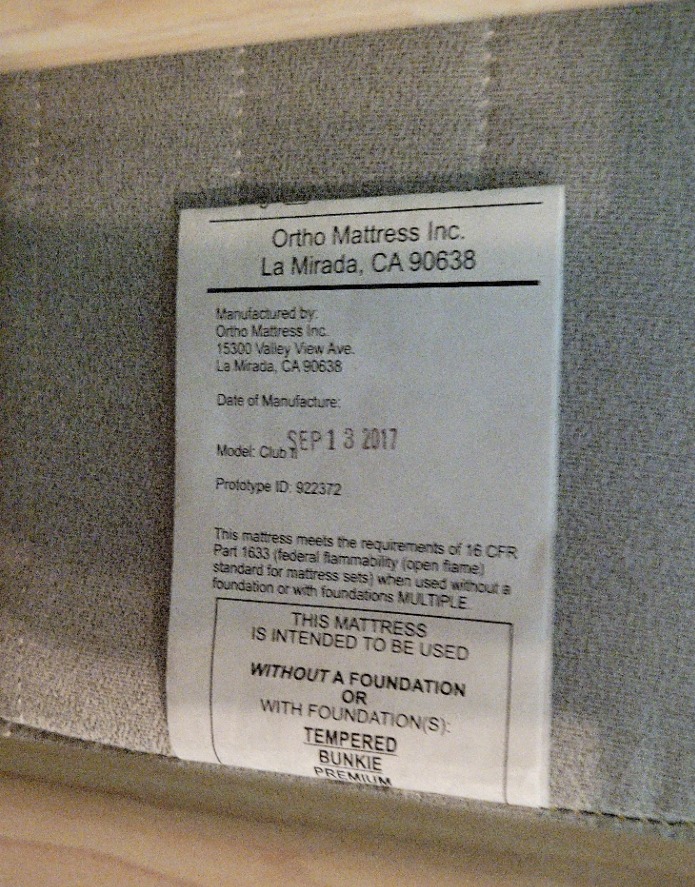 Ortho Mattress Inc.
La Mirada, CA 90638
Manufactured by:
Ortho Mattress Inc.
15300 Valley View Ave.
La Mirada, CA 90638
Date of Manufacture:
SEP 13 2017
Model: Club
Prototype ID: 922372
This mattress meets the requirements of 16 CFR
Part 1633 (federal flammability (open flame)
standard for mattress sets) when used without a
foundation or with foundations MULTIPLE
THIS MATTRESS
IS INTENDED TO BE USED
WITHOUT A FOUNDATION
OR
WITH FOUNDATION(S):
TEMPERED
BUNKIE
PREMIUM